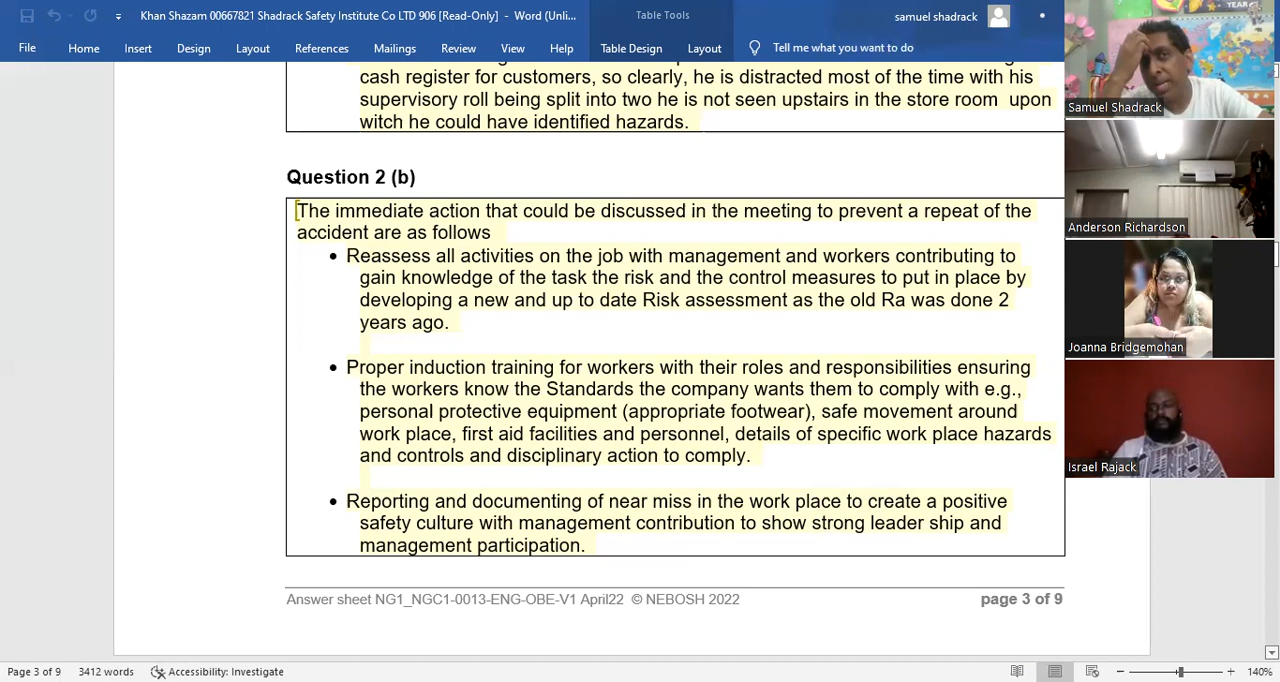 Khan Shazam 00667821 Shadrack Safety Institute Co LTD 906 [Read-Only] - Word (Unli...
Table Tools
samuel shadrack
File Home Insert Design Layout References Mailings Review View Help Table Design Layout Tell me what you want to do
cash register for customers, so clearly, he is distracted most of the time with his
supervisory roll being split into two he is not seen upstairs in the store room upon
witch he could have identified hazards.
Question 2 (b)
The immediate action that could be discussed in the meeting to prevent a repeat of the
accident are as follows
• Reassess all activities on the job with management and workers contributing to
gain knowledge of the task the risk and the control measures to put in place by
developing a new and up to date Risk assessment as the old Ra was done 2
years ago.
• Proper induction training for workers with their roles and responsibilities ensuring
the workers know the Standards the company wants them to comply with e.g.,
personal protective equipment (appropriate footwear), safe movement around
work place, first aid facilities and personnel, details of specific work place hazards
and controls and disciplinary action to comply.
• Reporting and documenting of near miss in the work place to create a positive
safety culture with management contribution to show strong leader ship and
management participation.
Answer sheet NG1_NGC1-0013-ENG-OBE-V1 April22 © NEBOSH 2022 page 3 of 9
Page 3 of 9 3412 words Accessibility: Investigate 140%
Samuel Shadrack
Anderson Richardson
Joanna Bridgemohan
Israel Rajack